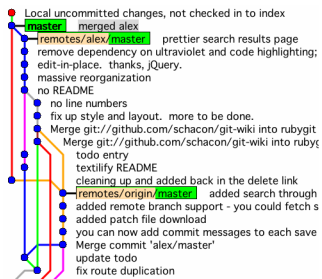 Local uncommitted changes, not checked in to index
master merged alex
remotes/alex/master prettier search results page
remove dependency on ultraviolet and code highlighting;
edit-in-place. thanks, jQuery.
massive reorganization
no README
no line numbers
fix up style and layout. more to be done.
Merge git://github.com/schacon/git-wiki into rubygit
Merge git://github.com/schacon/git-wiki into rubyg
todo entry
textilify README
cleaning up and added back in the delete link
remotes/origin/master added search through
added remote branch support - you could fetch s
added patch file download
you can now add commit messages to each save
Merge commit 'alex/master'
update todo
fix route duplication